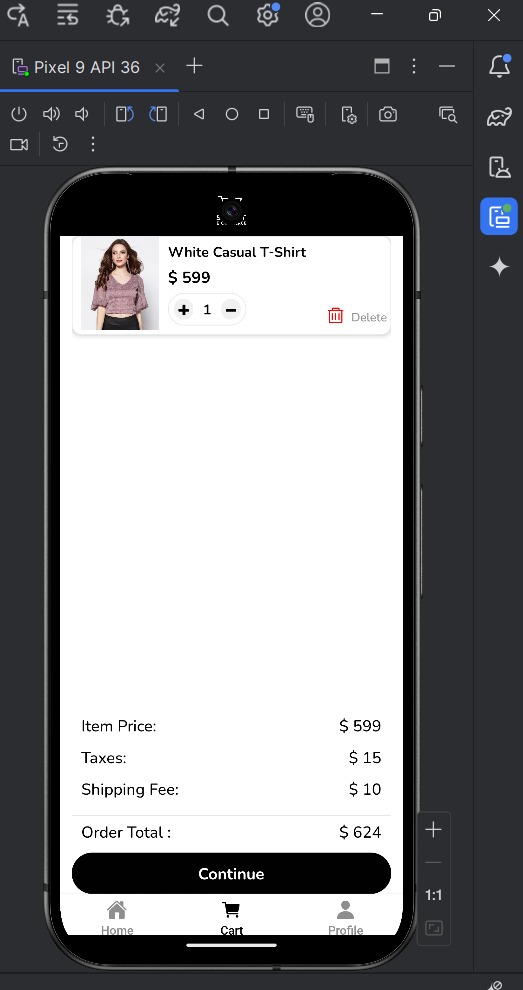 Pixel 9 API 36
White Casual T-Shirt
$ 599
1
Delete
Item Price: $ 599
Taxes: $ 15
Shipping Fee: $ 10
Order Total : $ 624
Continue
1:1
Home Cart Profile